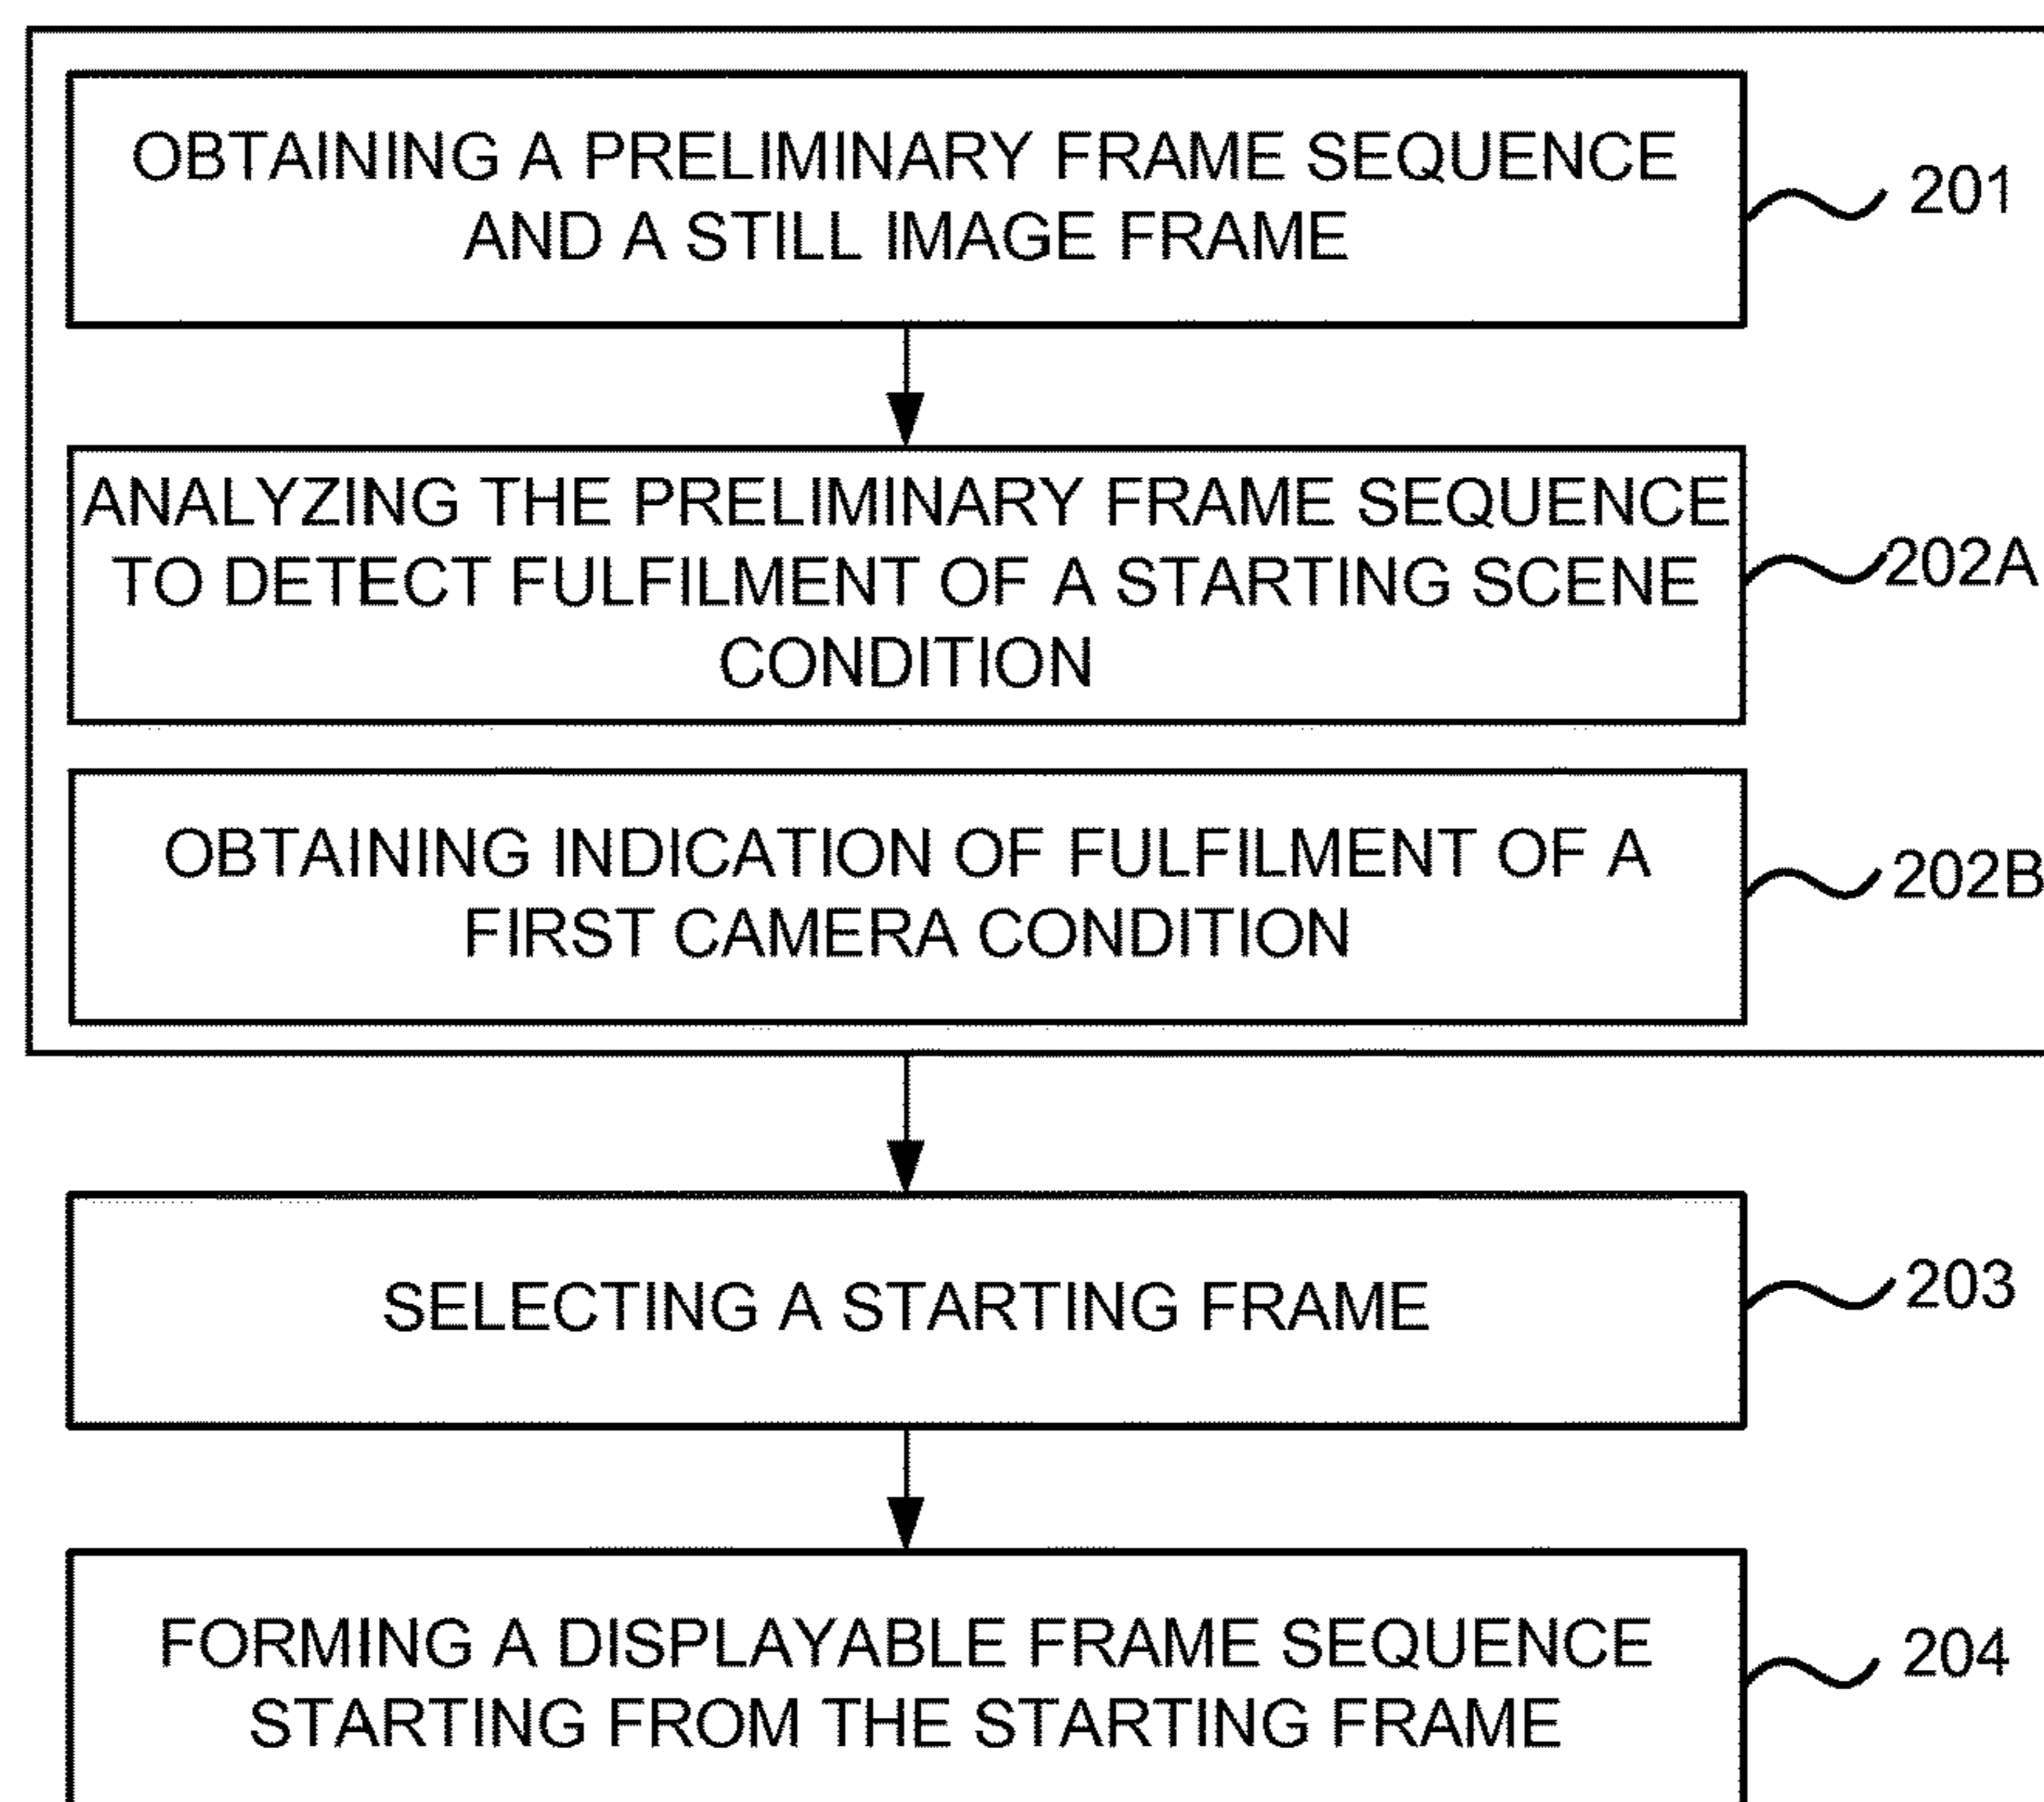 OBTAINING A PRELIMINARY FRAME SEQUENCE
AND A STILL IMAGE FRAME
201
ANALYZING THE PRELIMINARY FRAME SEQUENCE
TO DETECT FULFILMENT OF A STARTING SCENE
CONDITION
202A
OBTAINING INDICATION OF FULFILMENT OF A
FIRST CAMERA CONDITION
202B
SELECTING A STARTING FRAME
203
FORMING A DISPLAYABLE FRAME SEQUENCE
STARTING FROM THE STARTING FRAME
204